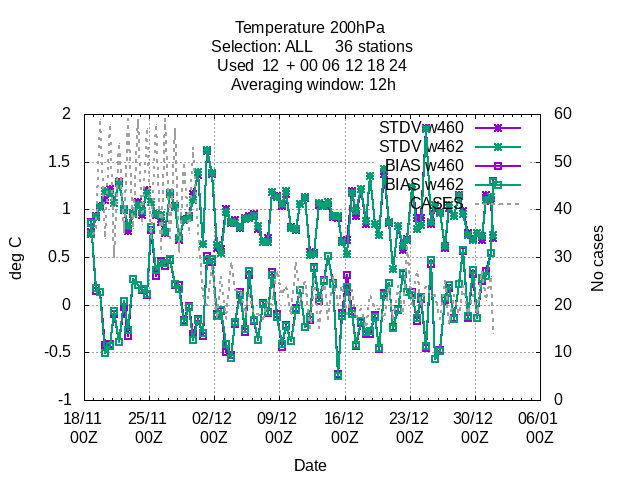 Temperature 200hPa
Selection: ALL 36 stations
Used 12 + 00 06 12 18 24
Averaging window: 12h
STDV w460
STDV w462
BIAS w460
BIAS w462
CASES
deg C
2
1.5
1
0.5
0
-0.5
-1
No cases
60
50
40
30
20
10
0
18/11 25/11 02/12 09/12 16/12 23/12 30/12 06/01
00Z 00Z 00Z 00Z 00Z 00Z 00Z 00Z
Date